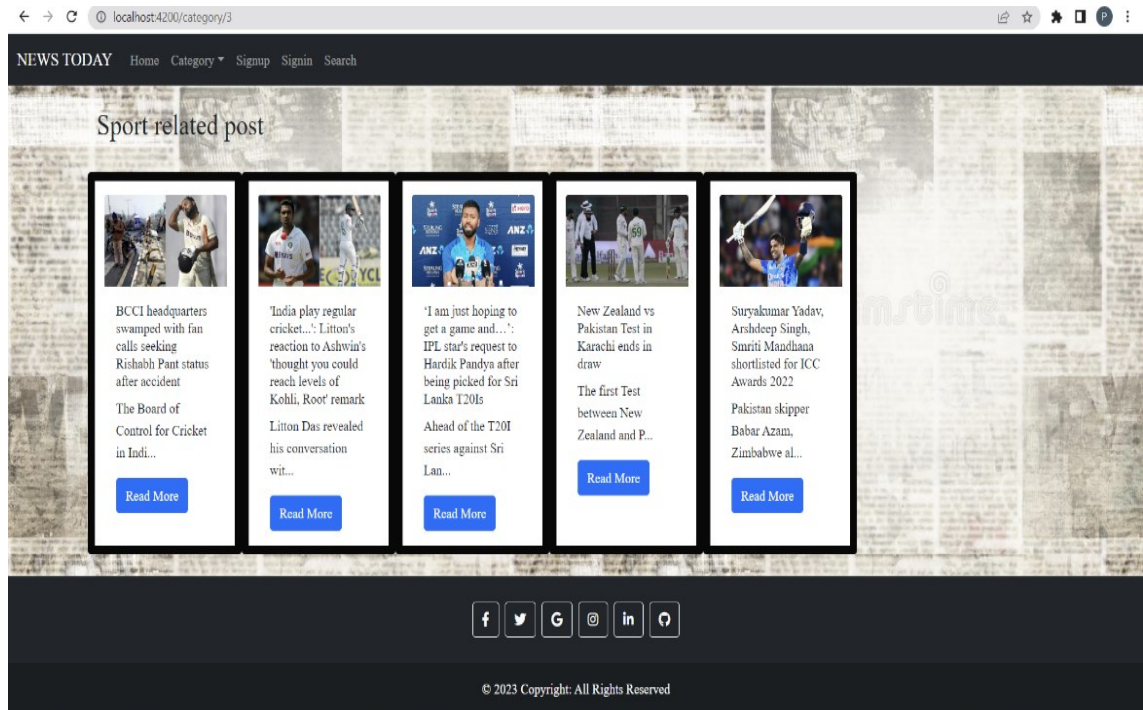 localhost:4200/category/3
P
NEWS TODAY Home Category Signup Signin Search
Sport related post
BCCI headquarters
swamped with fan
calls seeking
Rishabh Pant status
after accident
The Board of
Control for Cricket
in Indi...
Read More
'India play regular
cricket...': Litton's
reaction to Ashwin's
'thought you could
reach levels of
Kohli, Root' remark
Litton Das revealed
his conversation
wit...
Read More
ANZ
ANZ
‘I am just hoping to
get a game and…’:
IPL star's request to
Hardik Pandya after
being picked for Sri
Lanka T20Is
Ahead of the T20I
series against Sri
Lan...
Read More
59
New Zealand vs
Pakistan Test in
Karachi ends in
draw
The first Test
between New
Zealand and P...
Read More
Suryakumar Yadav,
Arshdeep Singh,
Smriti Mandhana
shortlisted for ICC
Awards 2022
Pakistan skipper
Babar Azam,
Zimbabwe al...
Read More
© 2023 Copyright: All Rights Reserved